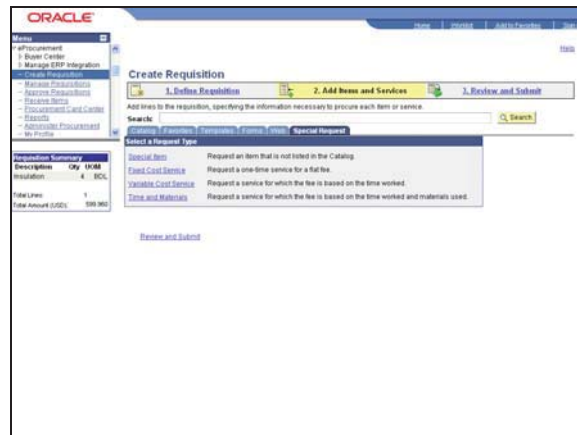 ORACLE
Home | Worklist | Add to Favorites | Sign
Menu
eProcurement
Buyer Center
Manage ERP Integration
Create Requisition
Manage Requisitions
Approve Requisitions
Receive Items
Procurement Card Center
Reports
Administer Procurement
My Profile
Requisition Summary
Description Qty UOM
Insulation 4 BDL
Total Lines: 1
Total Amount (USD): 599.960
Help
Create Requisition
1. Define Requisition 2. Add Items and Services 3. Review and Submit
Add lines to the requisition, specifying the information necessary to procure each item or service.
Search: Search
Catalog Favorites Templates Forms Web Special Request
Select a Request Type
Special Item Request an item that is not listed in the Catalog.
Fixed Cost Service Request a one-time service for a flat fee.
Variable Cost Service Request a service for which the fee is based on the time worked.
Time and Materials Request a service for which the fee is based on the time worked and materials used.
Review and Submit